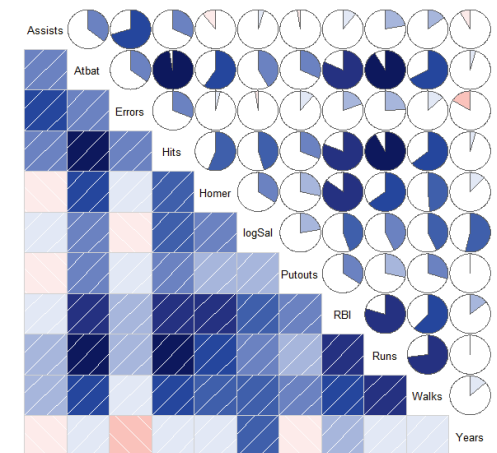 Assists
Atbat
Errors
Hits
Homer
logSal
Putouts
RBI
Runs
Walks
Years